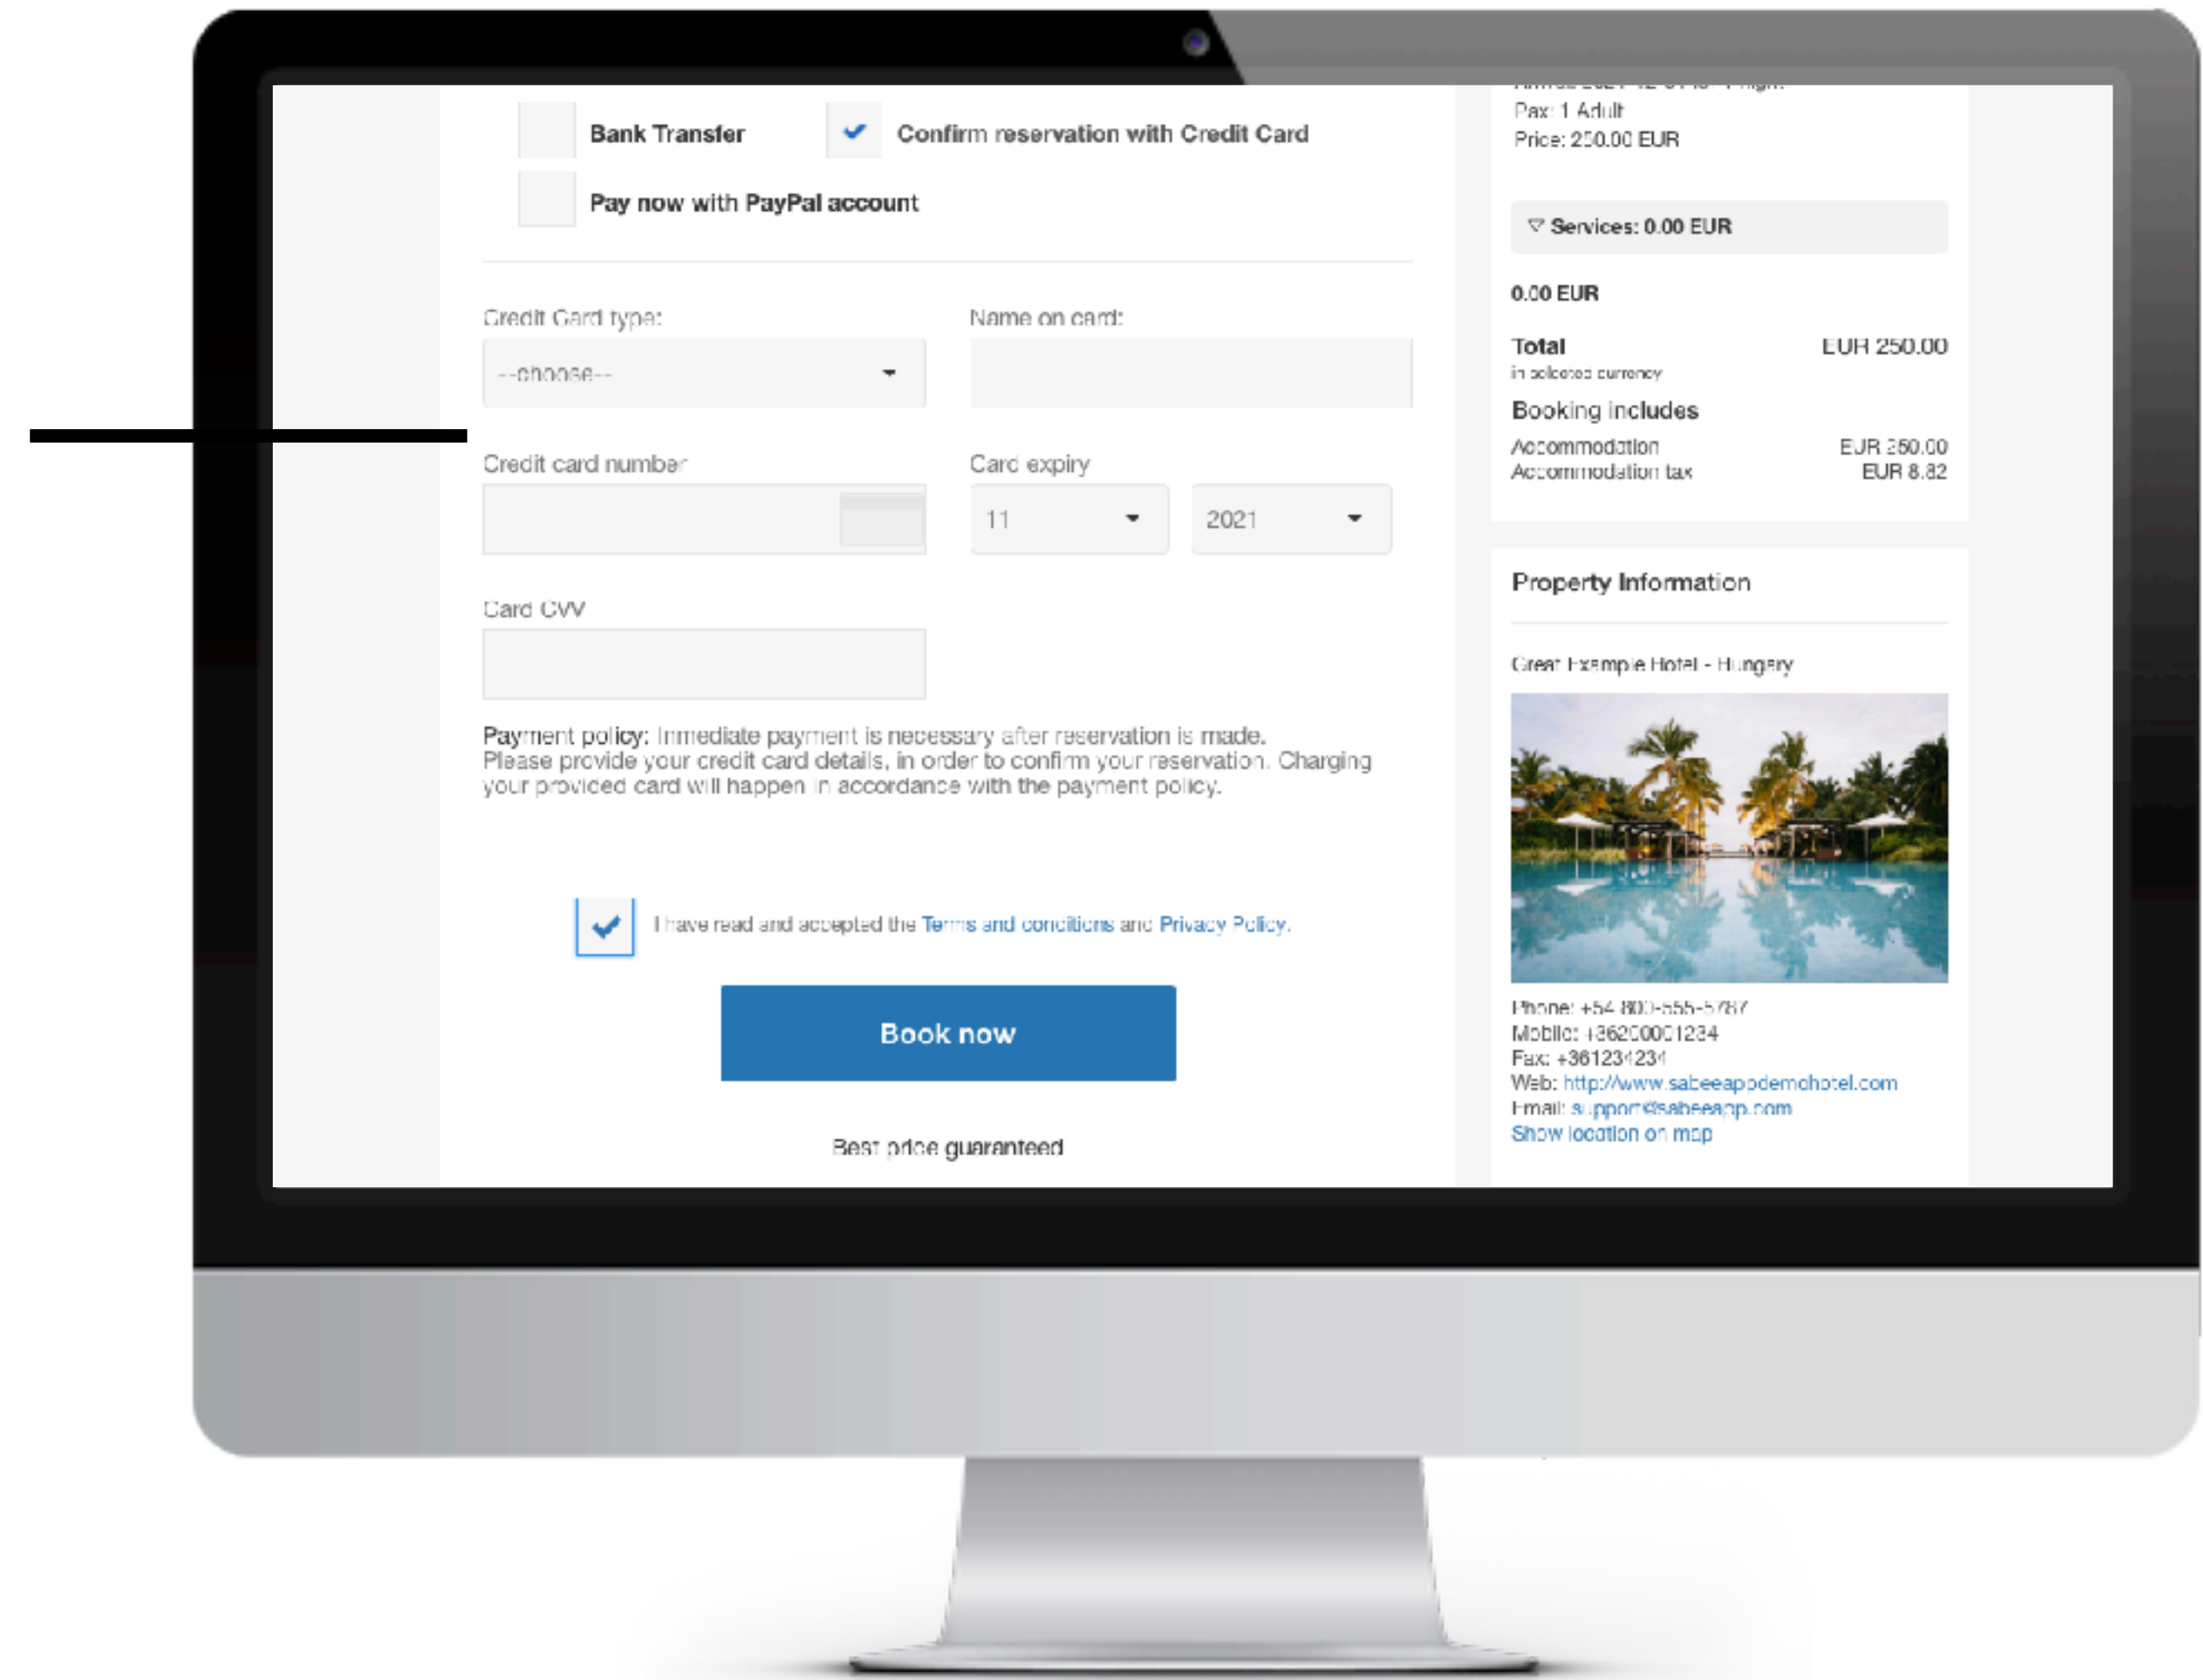 Bank Transfer
Confirm reservation with Credit Card
Pay now with PayPal account
Credit Card type:
Name on card:
--choose--
Credit card number
Card expiry
11
2021
Card CVV
Payment policy: Immediate payment is necessary after reservation is made.
Please provide your credit card details, in order to confirm your reservation. Charging
your provided card will happen in accordance with the payment policy.
I have read and accepted the Terms and conditions and Privacy Policy.
Book now
Best price guaranteed
Pax: 1 Adult
Price: 250.00 EUR
Services: 0.00 EUR
0.00 EUR
Total EUR 250.00
in selected currency
Booking includes
Accommodation EUR 250.00
Accommodation tax EUR 8.82
Property Information
Great Example Hotel - Hungary
Phone: +54 800-555-5787
Mobile: +36200001234
Fax: +361234234
Web: http://www.sabeeappdemohotel.com
Email: support@sabeeapp.com
Show location on map